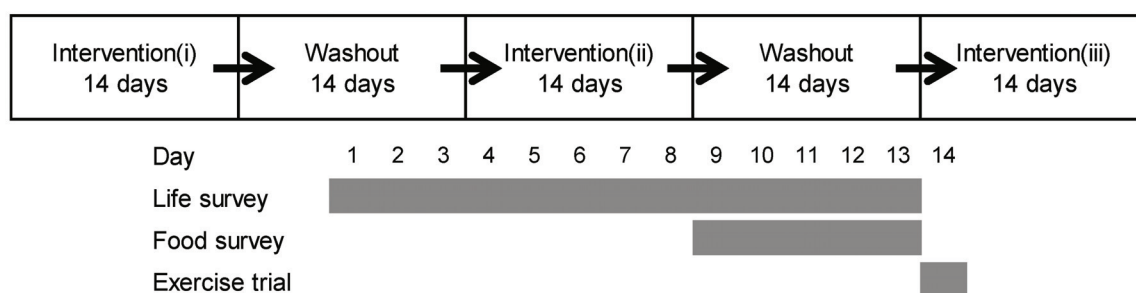 Intervention(i)
14 days
Washout
14 days
Intervention(ii)
14 days
Washout
14 days
Intervention(iii)
14 days
Day 1 2 3 4 5 6 7 8 9 10 11 12 13 14
Life survey
Food survey
Exercise trial